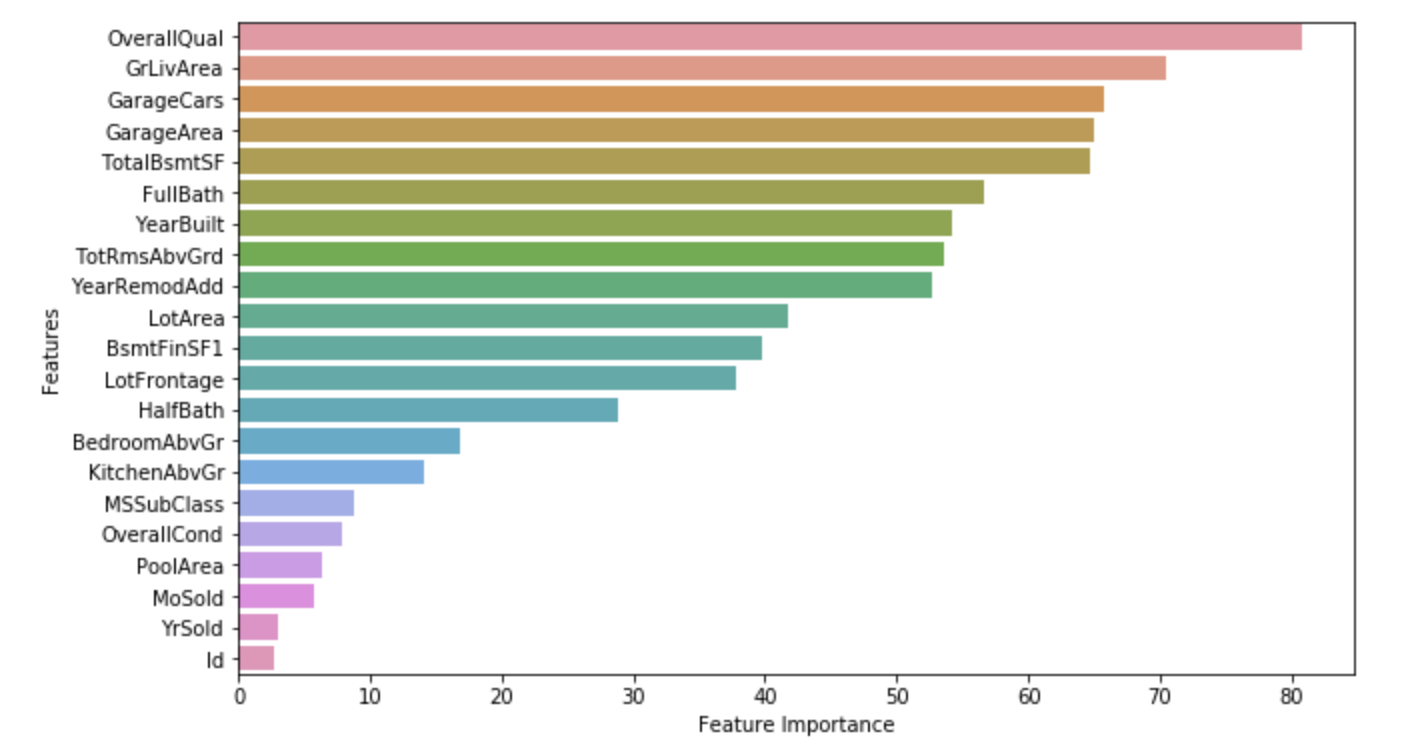 OverallQual
GrLivArea
GarageCars
GarageArea
TotalBsmtSF
FullBath
YearBuilt
TotRmsAbvGrd
YearRemodAdd
LotArea
BsmtFinSF1
LotFrontage
HalfBath
BedroomAbvGr
KitchenAbvGr
MSSubClass
OverallCond
PoolArea
MoSold
YrSold
Id
Features
0 10 20 30 40 50 60 70 80
Feature Importance